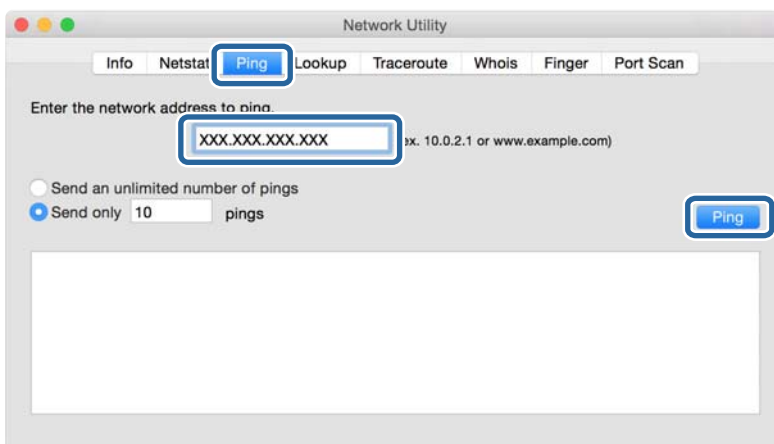 Network Utility
Info Netstat Ping Lookup Traceroute Whois Finger Port Scan
Enter the network address to ping.
XXX.XXX.XXX.XXX ex. 10.0.2.1 or www.example.com)
Send an unlimited number of pings
Send only 10 pings
Ping